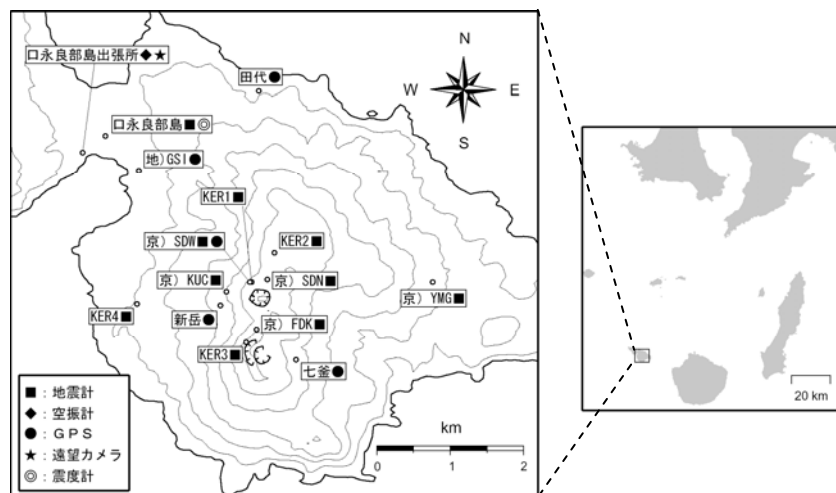 口永良部島出張所◆★
田代●
N
W
E
S
口永良部島■◎
地)GSI●
KER1■
京) SDW■●
KER2■
京) KUC■
京) SDN■
京) YMG■
KER4■
新岳●
京) FDK■
KER3■
七釜●
■：地震計
◆：空振計
●：ＧＰＳ
★：遠望カメラ
◎：震度計
km
0 1 2
20 km